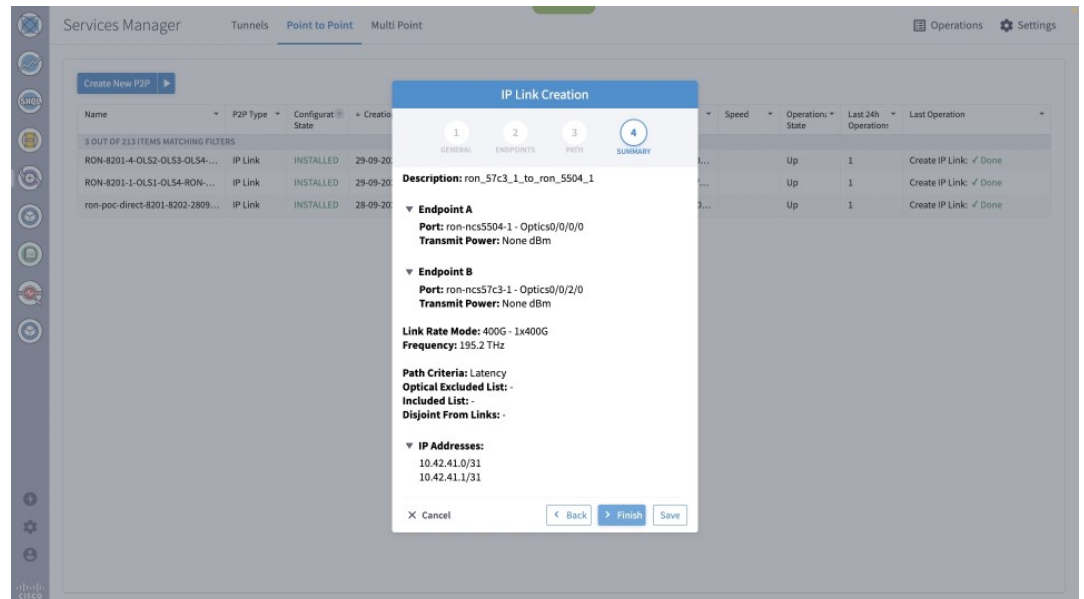 Services Manager
Tunnels
Point to Point
Multi Point
Operations
Settings
SHQL
Create New P2P
Name
P2P Type
Configurat
State
Creatio
Speed
Operation:
State
Last 24h
Operation:
Last Operation
3 OUT OF 213 ITEMS MATCHING FILTERS
RON-8201-4-OLS2-OLS3-OLS4-... IP Link INSTALLED 29-09-20 Up 1 Create IP Link: ✓ Done
RON-8201-1-OLS1-OLS4-RON-... IP Link INSTALLED 29-09-20 Up 1 Create IP Link: ✓ Done
ron-poc-direct-8201-8202-2809... IP Link INSTALLED 28-09-20 Up 1 Create IP Link: ✓ Done
IP Link Creation
1 2 3 4
GENERAL ENDPOINTS PATH SUMMARY
Description: ron_57c3_1_to_ron_5504_1
Endpoint A
Port: ron-ncs5504-1 - Optics0/0/0/0
Transmit Power: None dBm
Endpoint B
Port: ron-ncs57c3-1 - Optics0/0/2/0
Transmit Power: None dBm
Link Rate Mode: 400G - 1x400G
Frequency: 195.2 THz
Path Criteria: Latency
Optical Excluded List: -
Included List: -
Disjoint From Links: -
IP Addresses:
10.42.41.0/31
10.42.41.1/31
Cancel
Back
Finish
Save
CISCO